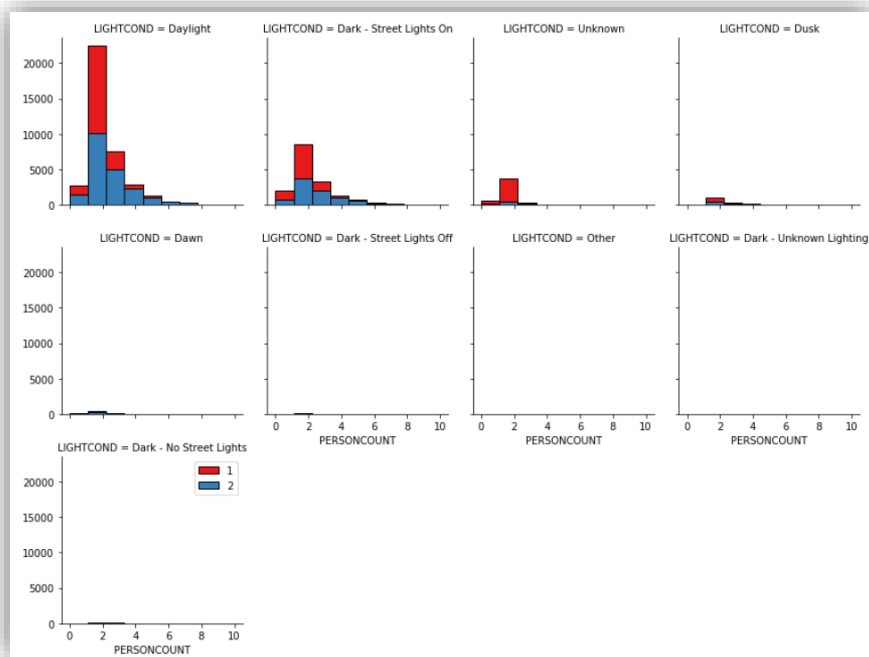 LIGHTCOND = Daylight
LIGHTCOND = Dark - Street Lights On
LIGHTCOND = Unknown
LIGHTCOND = Dusk
20000
15000
10000
5000
0
LIGHTCOND = Dawn
LIGHTCOND = Dark - Street Lights Off
LIGHTCOND = Other
LIGHTCOND = Dark - Unknown Lighting
20000
15000
10000
5000
0
0 2 4 6 8 10
PERSONCOUNT
0 2 4 6 8 10
PERSONCOUNT
0 2 4 6 8 10
PERSONCOUNT
LIGHTCOND = Dark - No Street Lights
1
2
20000
15000
10000
5000
0
0 2 4 6 8 10
PERSONCOUNT